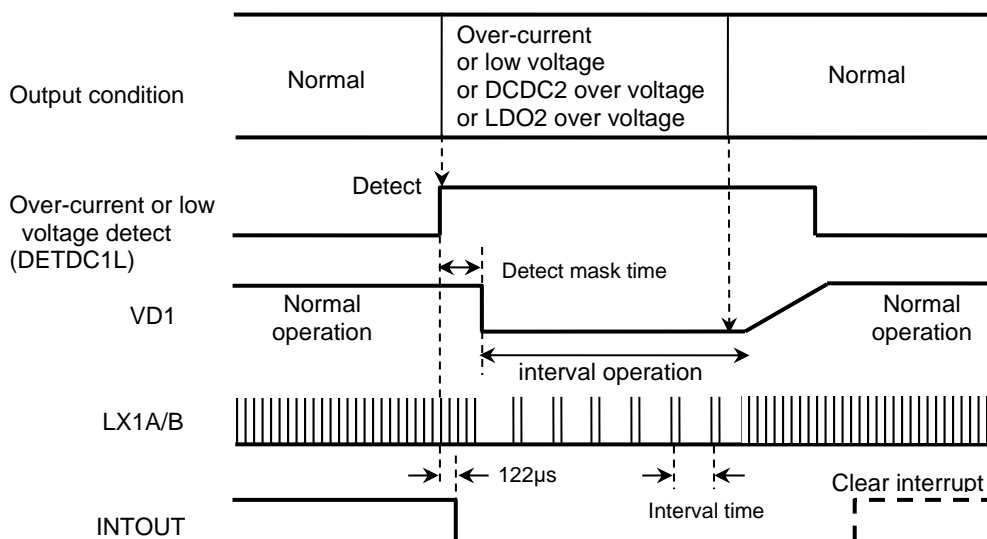 Output condition
Normal
Over-current
or low voltage
or DCDC2 over voltage
or LDO2 over voltage
Normal
Over-current or low
voltage detect
(DETDC1L)
Detect
Detect mask time
VD1
Normal
operation
interval operation
Normal
operation
LX1A/B
122µs
Interval time
Clear interrupt
INTOUT